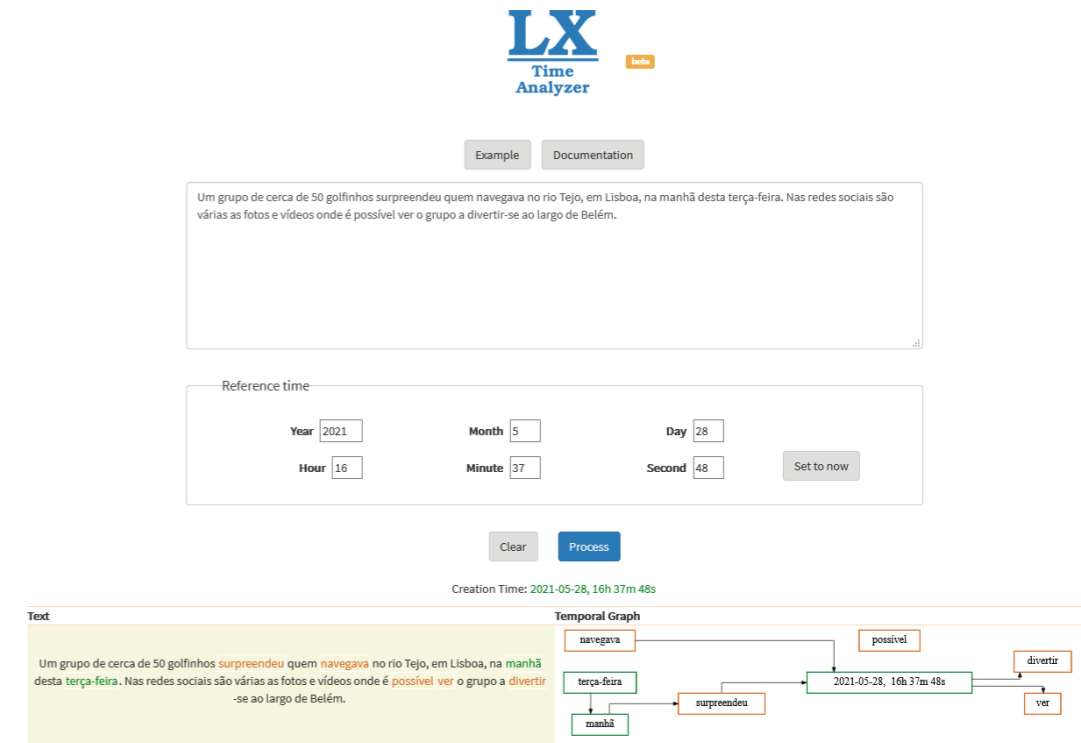 LX
Time
Analyzer
beta
Example
Documentation
Um grupo de cerca de 50 golfinhos surpreendeu quem navegava no rio Tejo, em Lisboa, na manhã desta terça-feira. Nas redes sociais são
várias as fotos e vídeos onde é possível ver o grupo a divertir-se ao largo de Belém.
Reference time
Year 2021
Month 5
Day 28
Hour 16
Minute 37
Second 48
Set to now
Clear
Process
Creation Time: 2021-05-28, 16h 37m 48s
Text
Temporal Graph
Um grupo de cerca de 50 golfinhos surpreendeu quem navegava no rio Tejo, em Lisboa, na manhã
desta terça-feira. Nas redes sociais são várias as fotos e vídeos onde é possível ver o grupo a divertir
-se ao largo de Belém.
navegava
possível
divertir
terça-feira
2021-05-28, 16h 37m 48s
surpreendeu
ver
manhã